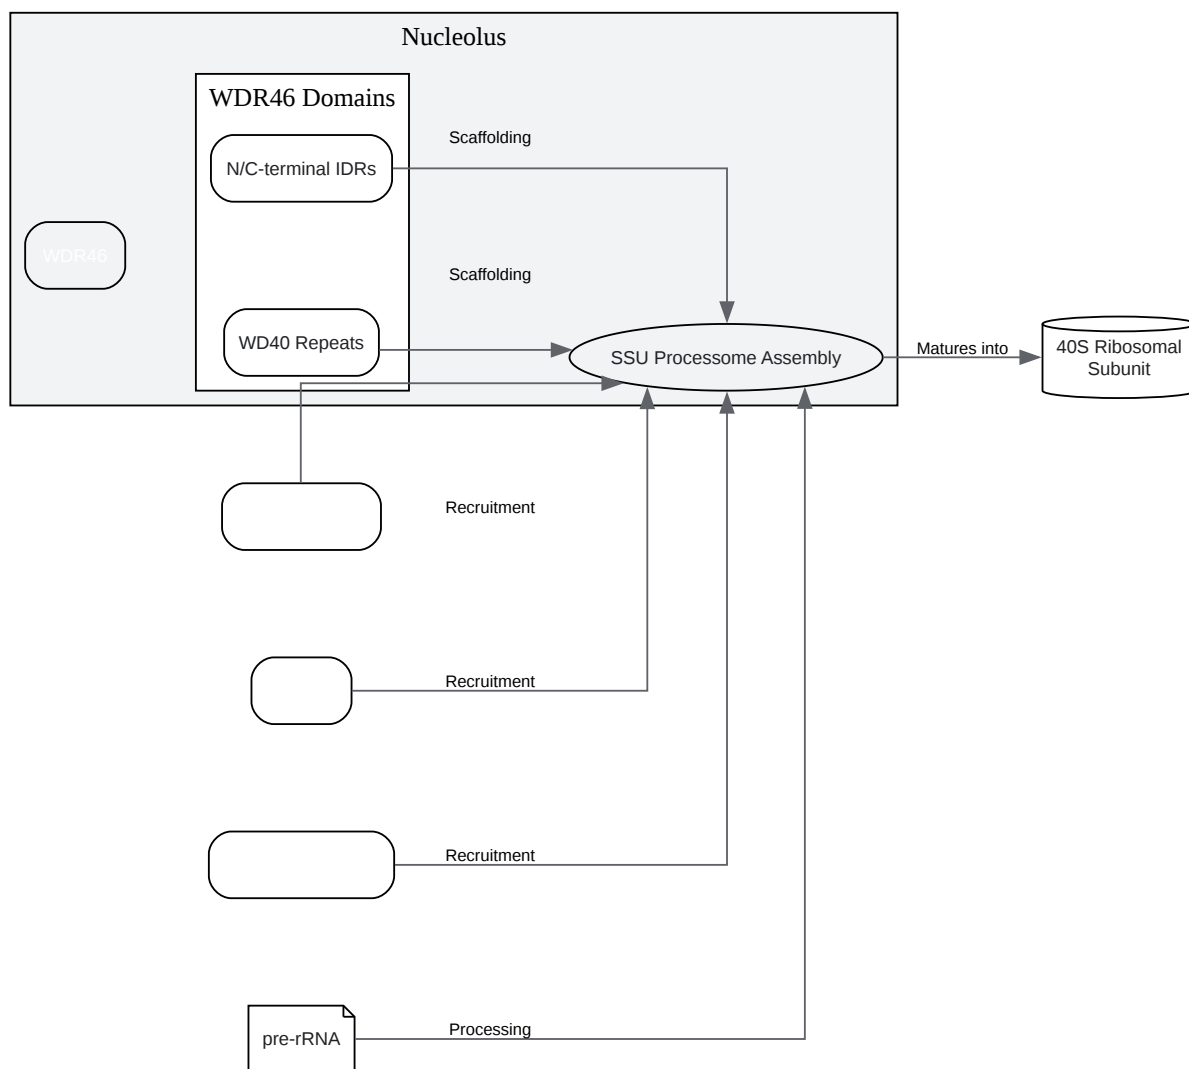 Nucleolus
WDR46 Domains
Scaffolding
N/C-terminal IDRs
WDR46
Scaffolding
WD40 Repeats
SSU Processome Assembly
Matures into
40S Ribosomal
Subunit
Recruitment
Recruitment
Recruitment
Processing
pre-rRNA